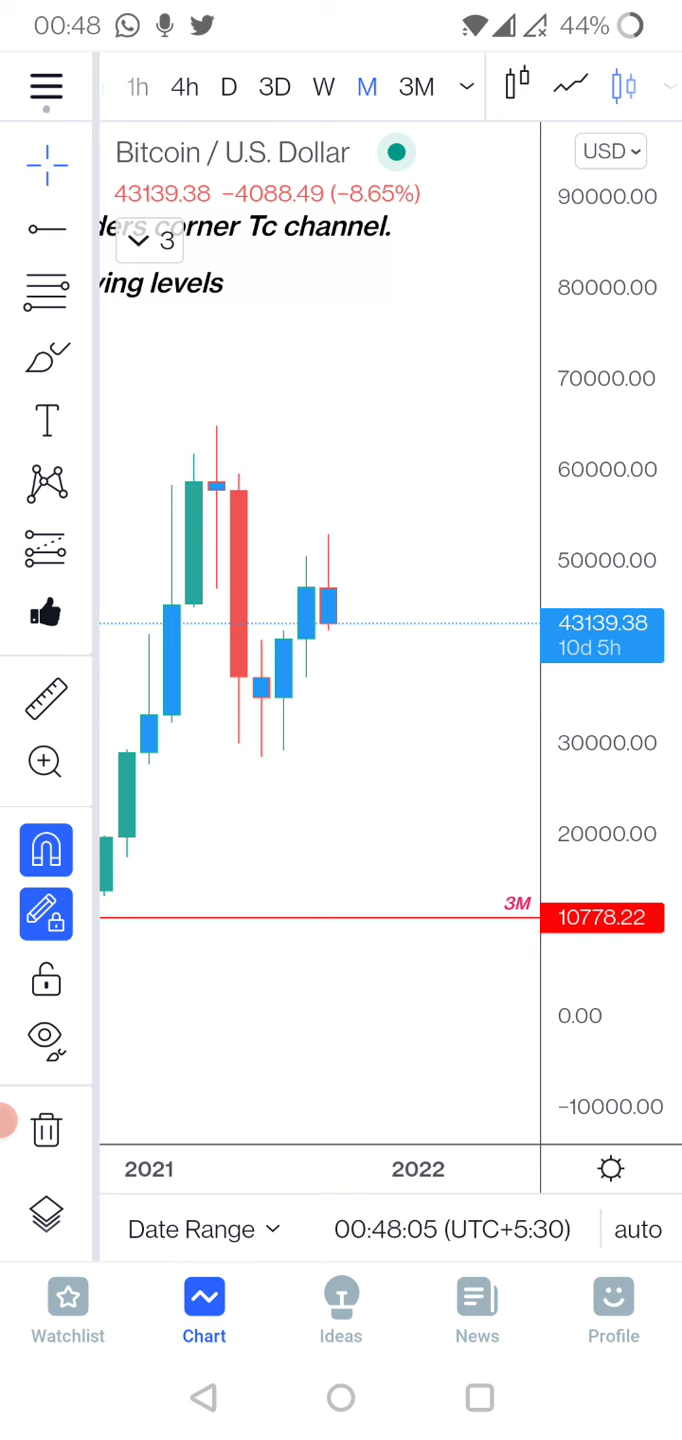 00:48 44%
1h 4h D 3D W M 3M
Bitcoin / U.S. Dollar USD
43139.38 −4088.49 (−8.65%)
ders corner Tc channel.
3
ing levels
90000.00
80000.00
70000.00
60000.00
50000.00
43139.38
10d 5h
30000.00
20000.00
3M 10778.22
0.00
−10000.00
2021 2022
Date Range 00:48:05 (UTC+5:30) auto
Watchlist Chart Ideas News Profile